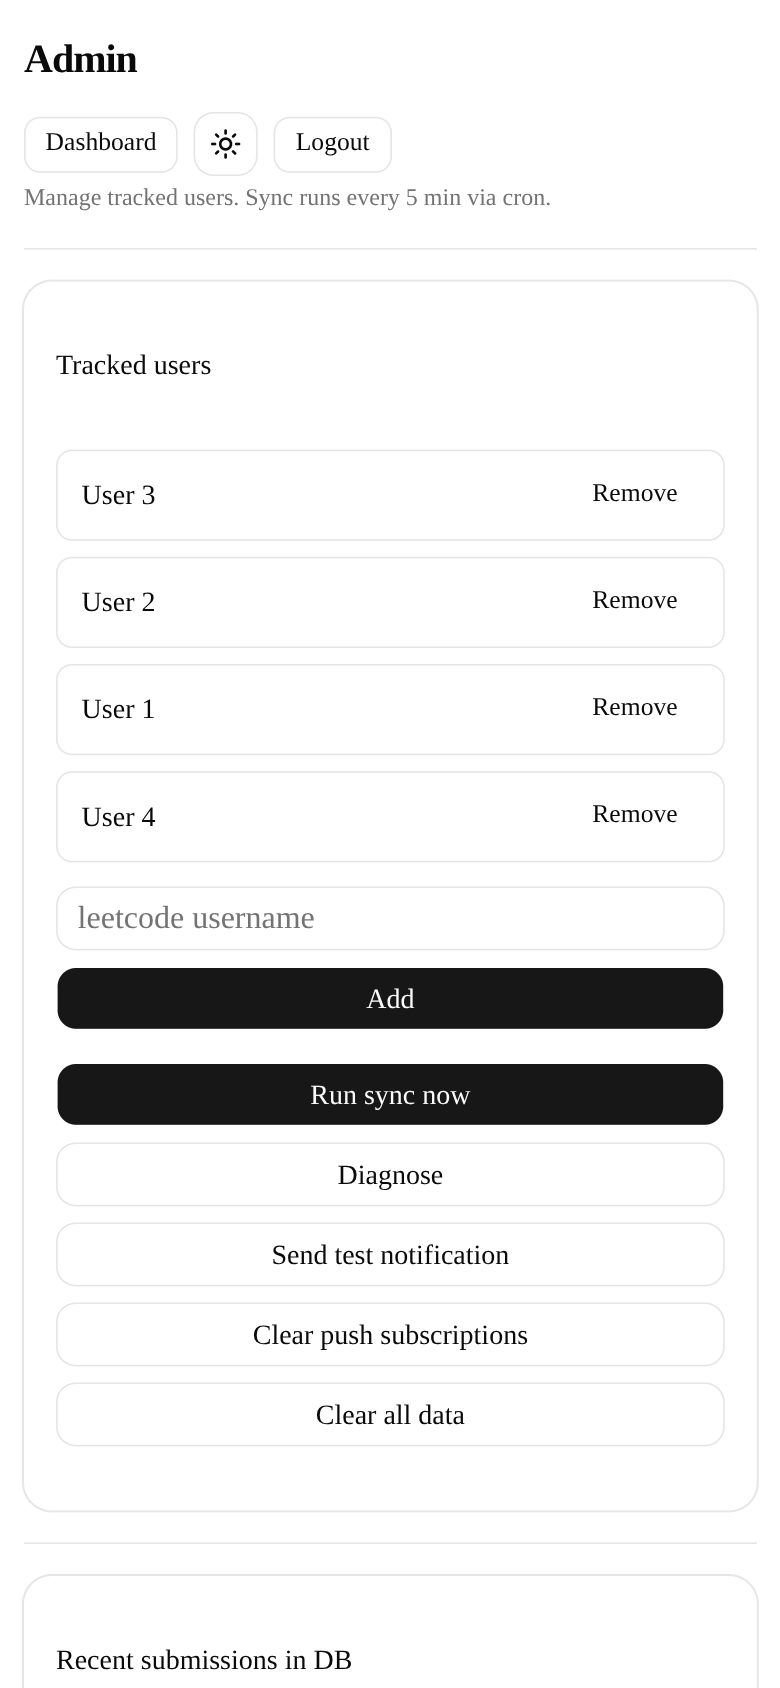 Admin
Dashboard Logout
Manage tracked users. Sync runs every 5 min via cron.
Tracked users
User 3 Remove
User 2 Remove
User 1 Remove
User 4 Remove
leetcode username
Add
Run sync now
Diagnose
Send test notification
Clear push subscriptions
Clear all data
Recent submissions in DB